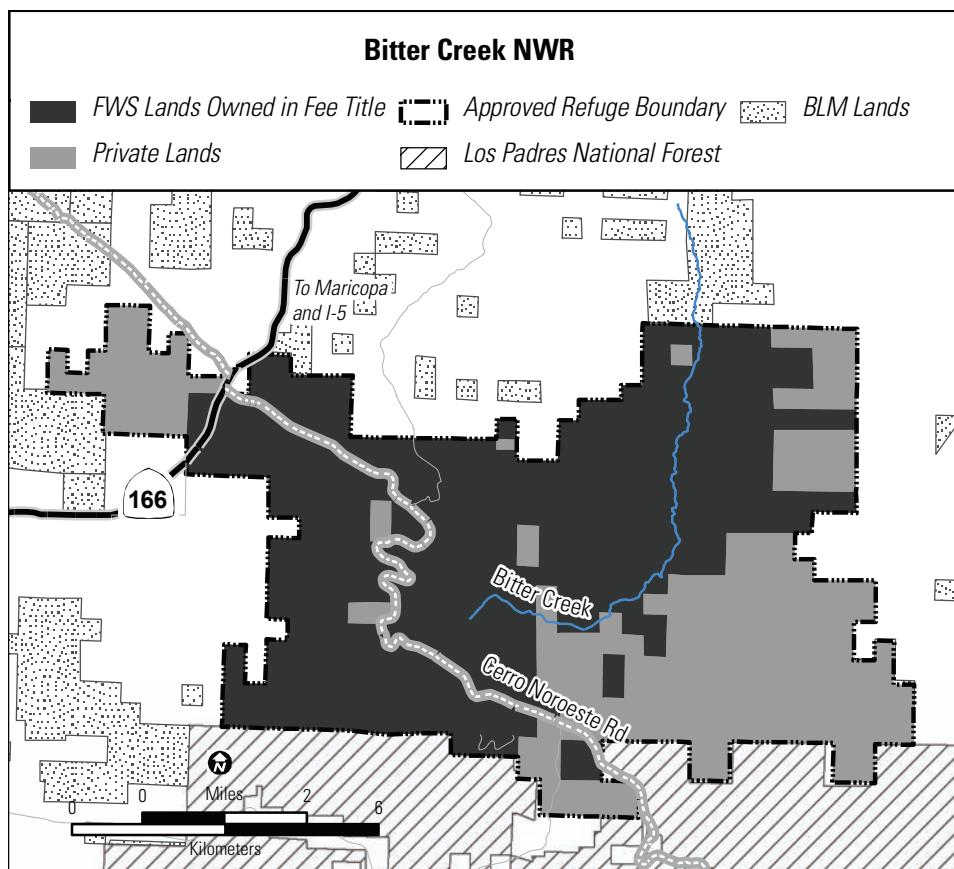 Bitter Creek NWR
FWS Lands Owned in Fee Title
Approved Refuge Boundary
BLM Lands
Private Lands
Los Padres National Forest
To Maricopa
and I-5
166
Bitter Creek
Cerro Noroeste Rd
N
Miles
0 2
0 6
Kilometers